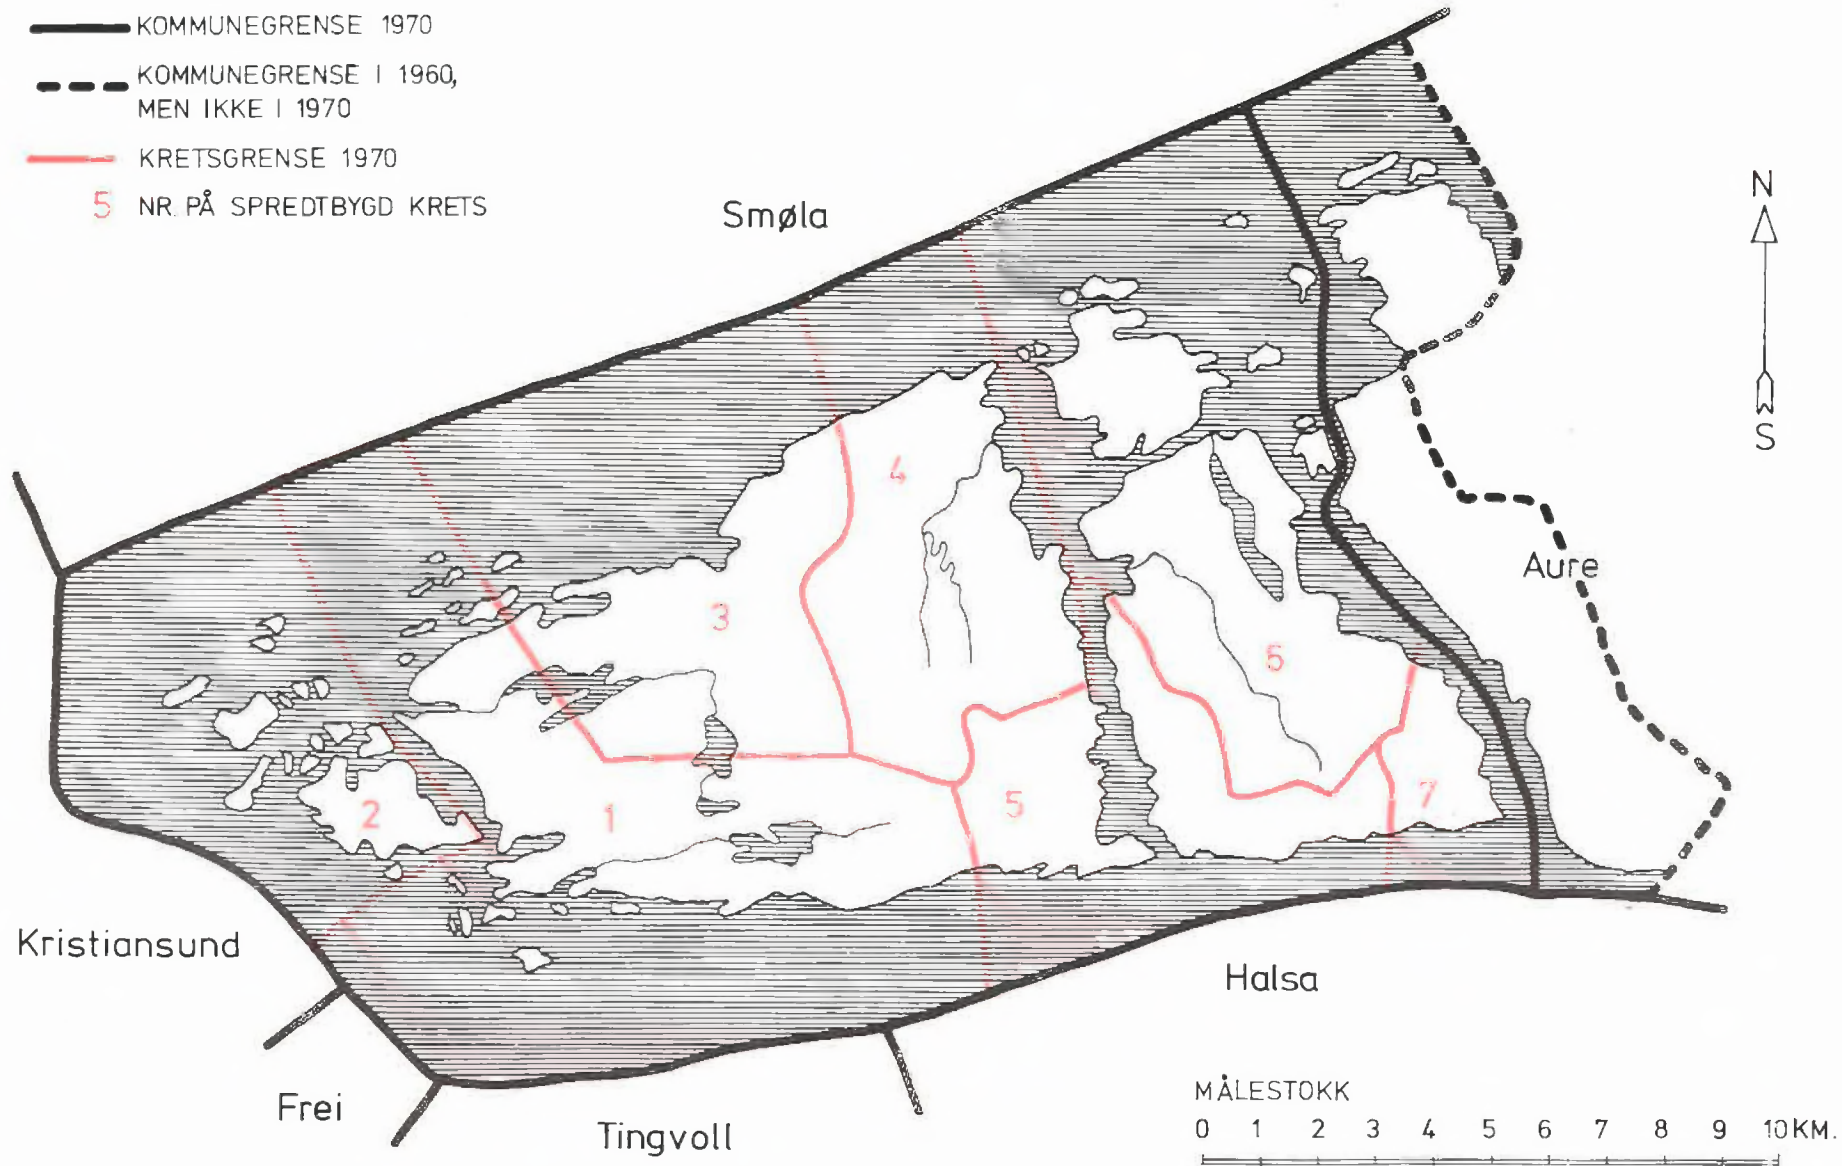 KOMMUNEGRENSE 1970
KOMMUNEGRENSE I 1960,
MEN IKKE I 1970
KRETSGRENSE 1970
5 NR. PÅ SPREDTBYGD KRETS
Smøla
N
S
4
Aure
3
6
2
1
5
7
Kristiansund
Halsa
Frei
Tingvoll
MÅLESTOKK
0 1 2 3 4 5 6 7 8 9 10 KM.